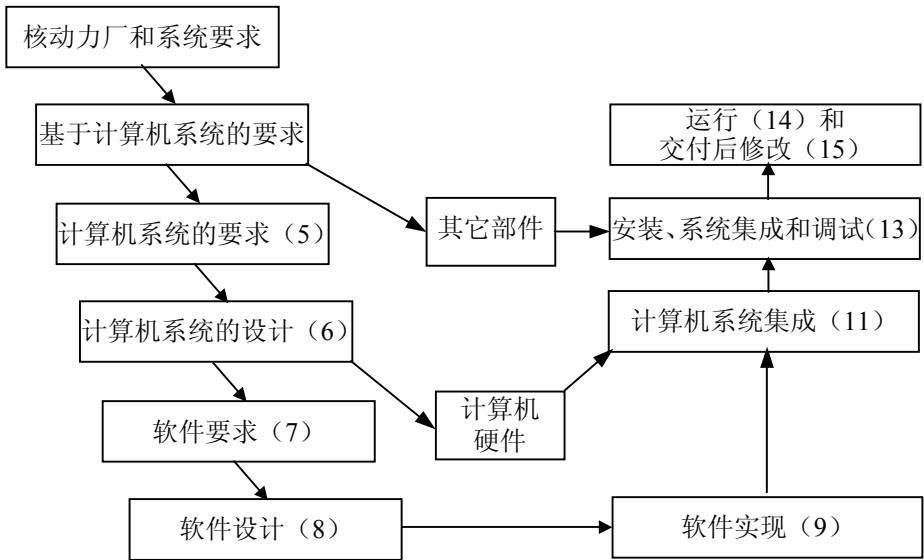 核动力厂和系统要求
基于计算机系统的要求
运行（14）和
交付后修改（15）
计算机系统的要求（5）
其它部件
安装、系统集成和调试(13)
计算机系统的设计（6）
计算机系统集成（11）
软件要求（7）
计算机
硬件
软件设计（8）
软件实现（9）